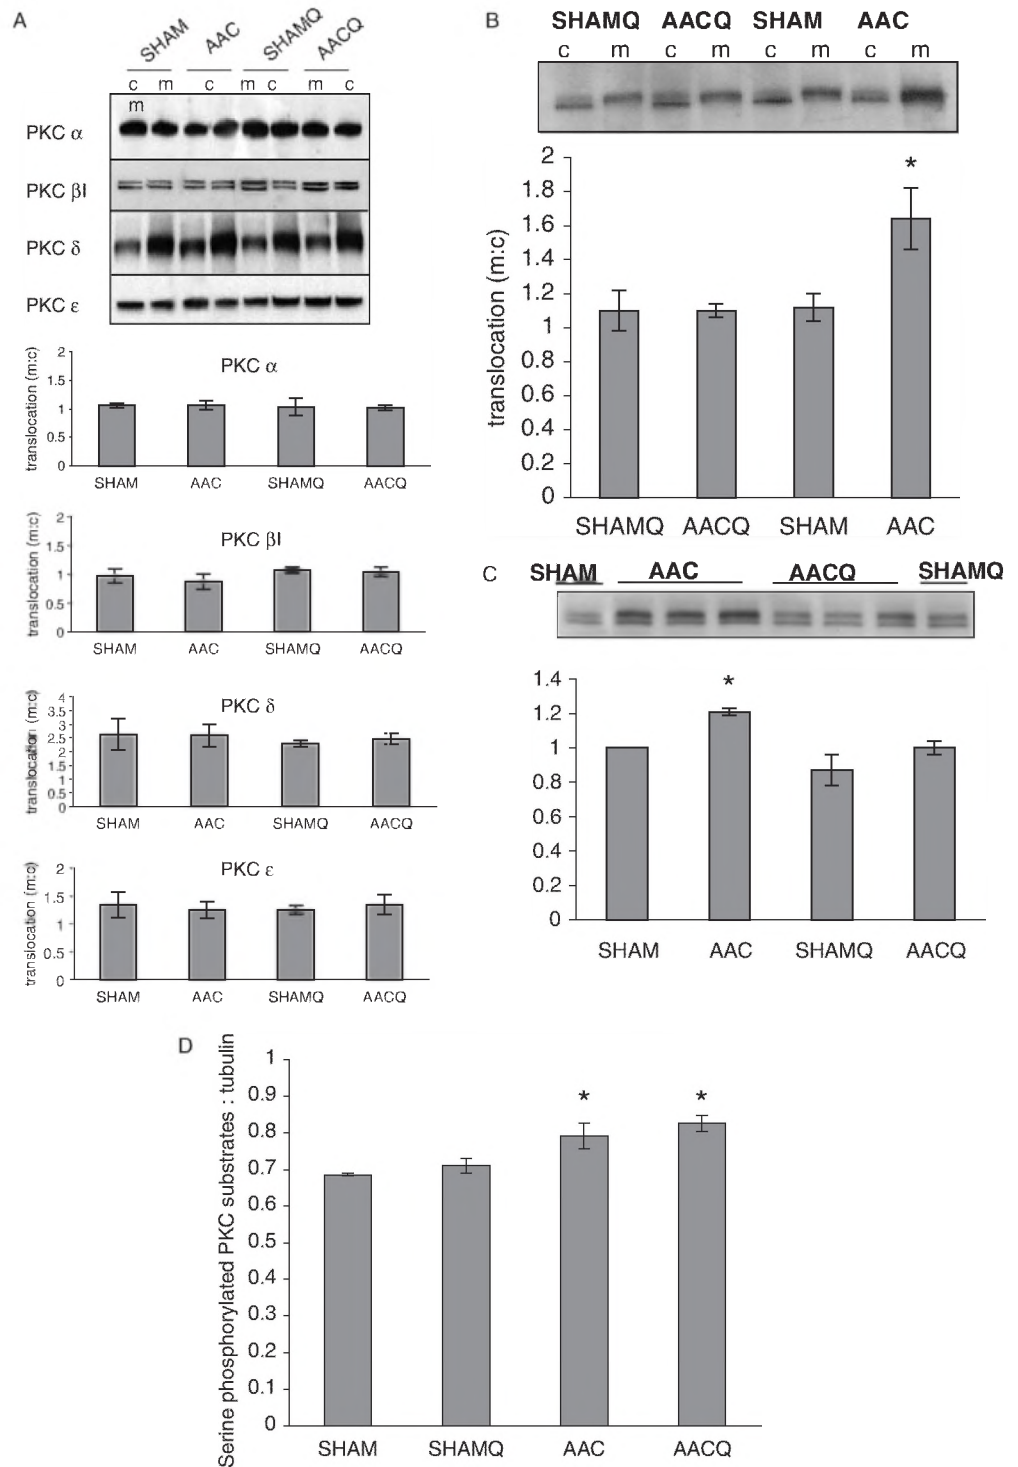 A
SHAM AAC SHAMQ AACQ
c m c m c m c
m
PKC α
PKC βI
PKC δ
PKC ε
PKC α
translocation (m:c)
2
1.5
1
0.5
0
SHAM AAC SHAMQ AACQ
PKC βI
translocation (m:c)
2
1.5
1
0.5
0
SHAM AAC SHAMQ AACQ
PKC δ
translocation (m:c)
4
3.5
3
2.5
2
1.5
1
0.5
0
SHAM AAC SHAMQ AACQ
PKC ε
translocation (m:c)
2
1.5
1
0.5
0
SHAM AAC SHAMQ AACQ
B
SHAMQ AACQ SHAM AAC
c m c m c m c m
translocation (m:c)
2
1.8
1.6
1.4
1.2
1
0.8
0.6
0.4
0.2
0
*
SHAMQ AACQ SHAM AAC
C
SHAM AAC AACQ SHAMQ
1.4
1.2
1
0.8
0.6
0.4
0.2
0
*
SHAM AAC SHAMQ AACQ
D
Serine phosphorylated PKC substrates : tubulin
1
0.9
0.8
0.7
0.6
0.5
0.4
0.3
0.2
0.1
0
* *
SHAM SHAMQ AAC AACQ